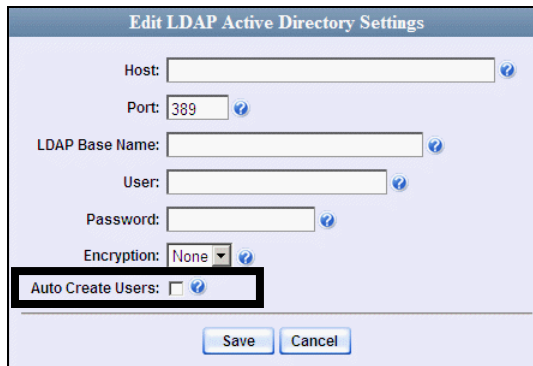 Edit LDAP Active Directory Settings
Host:
Port: 389
LDAP Base Name:
User:
Password:
Encryption: None
Auto Create Users:
Save Cancel